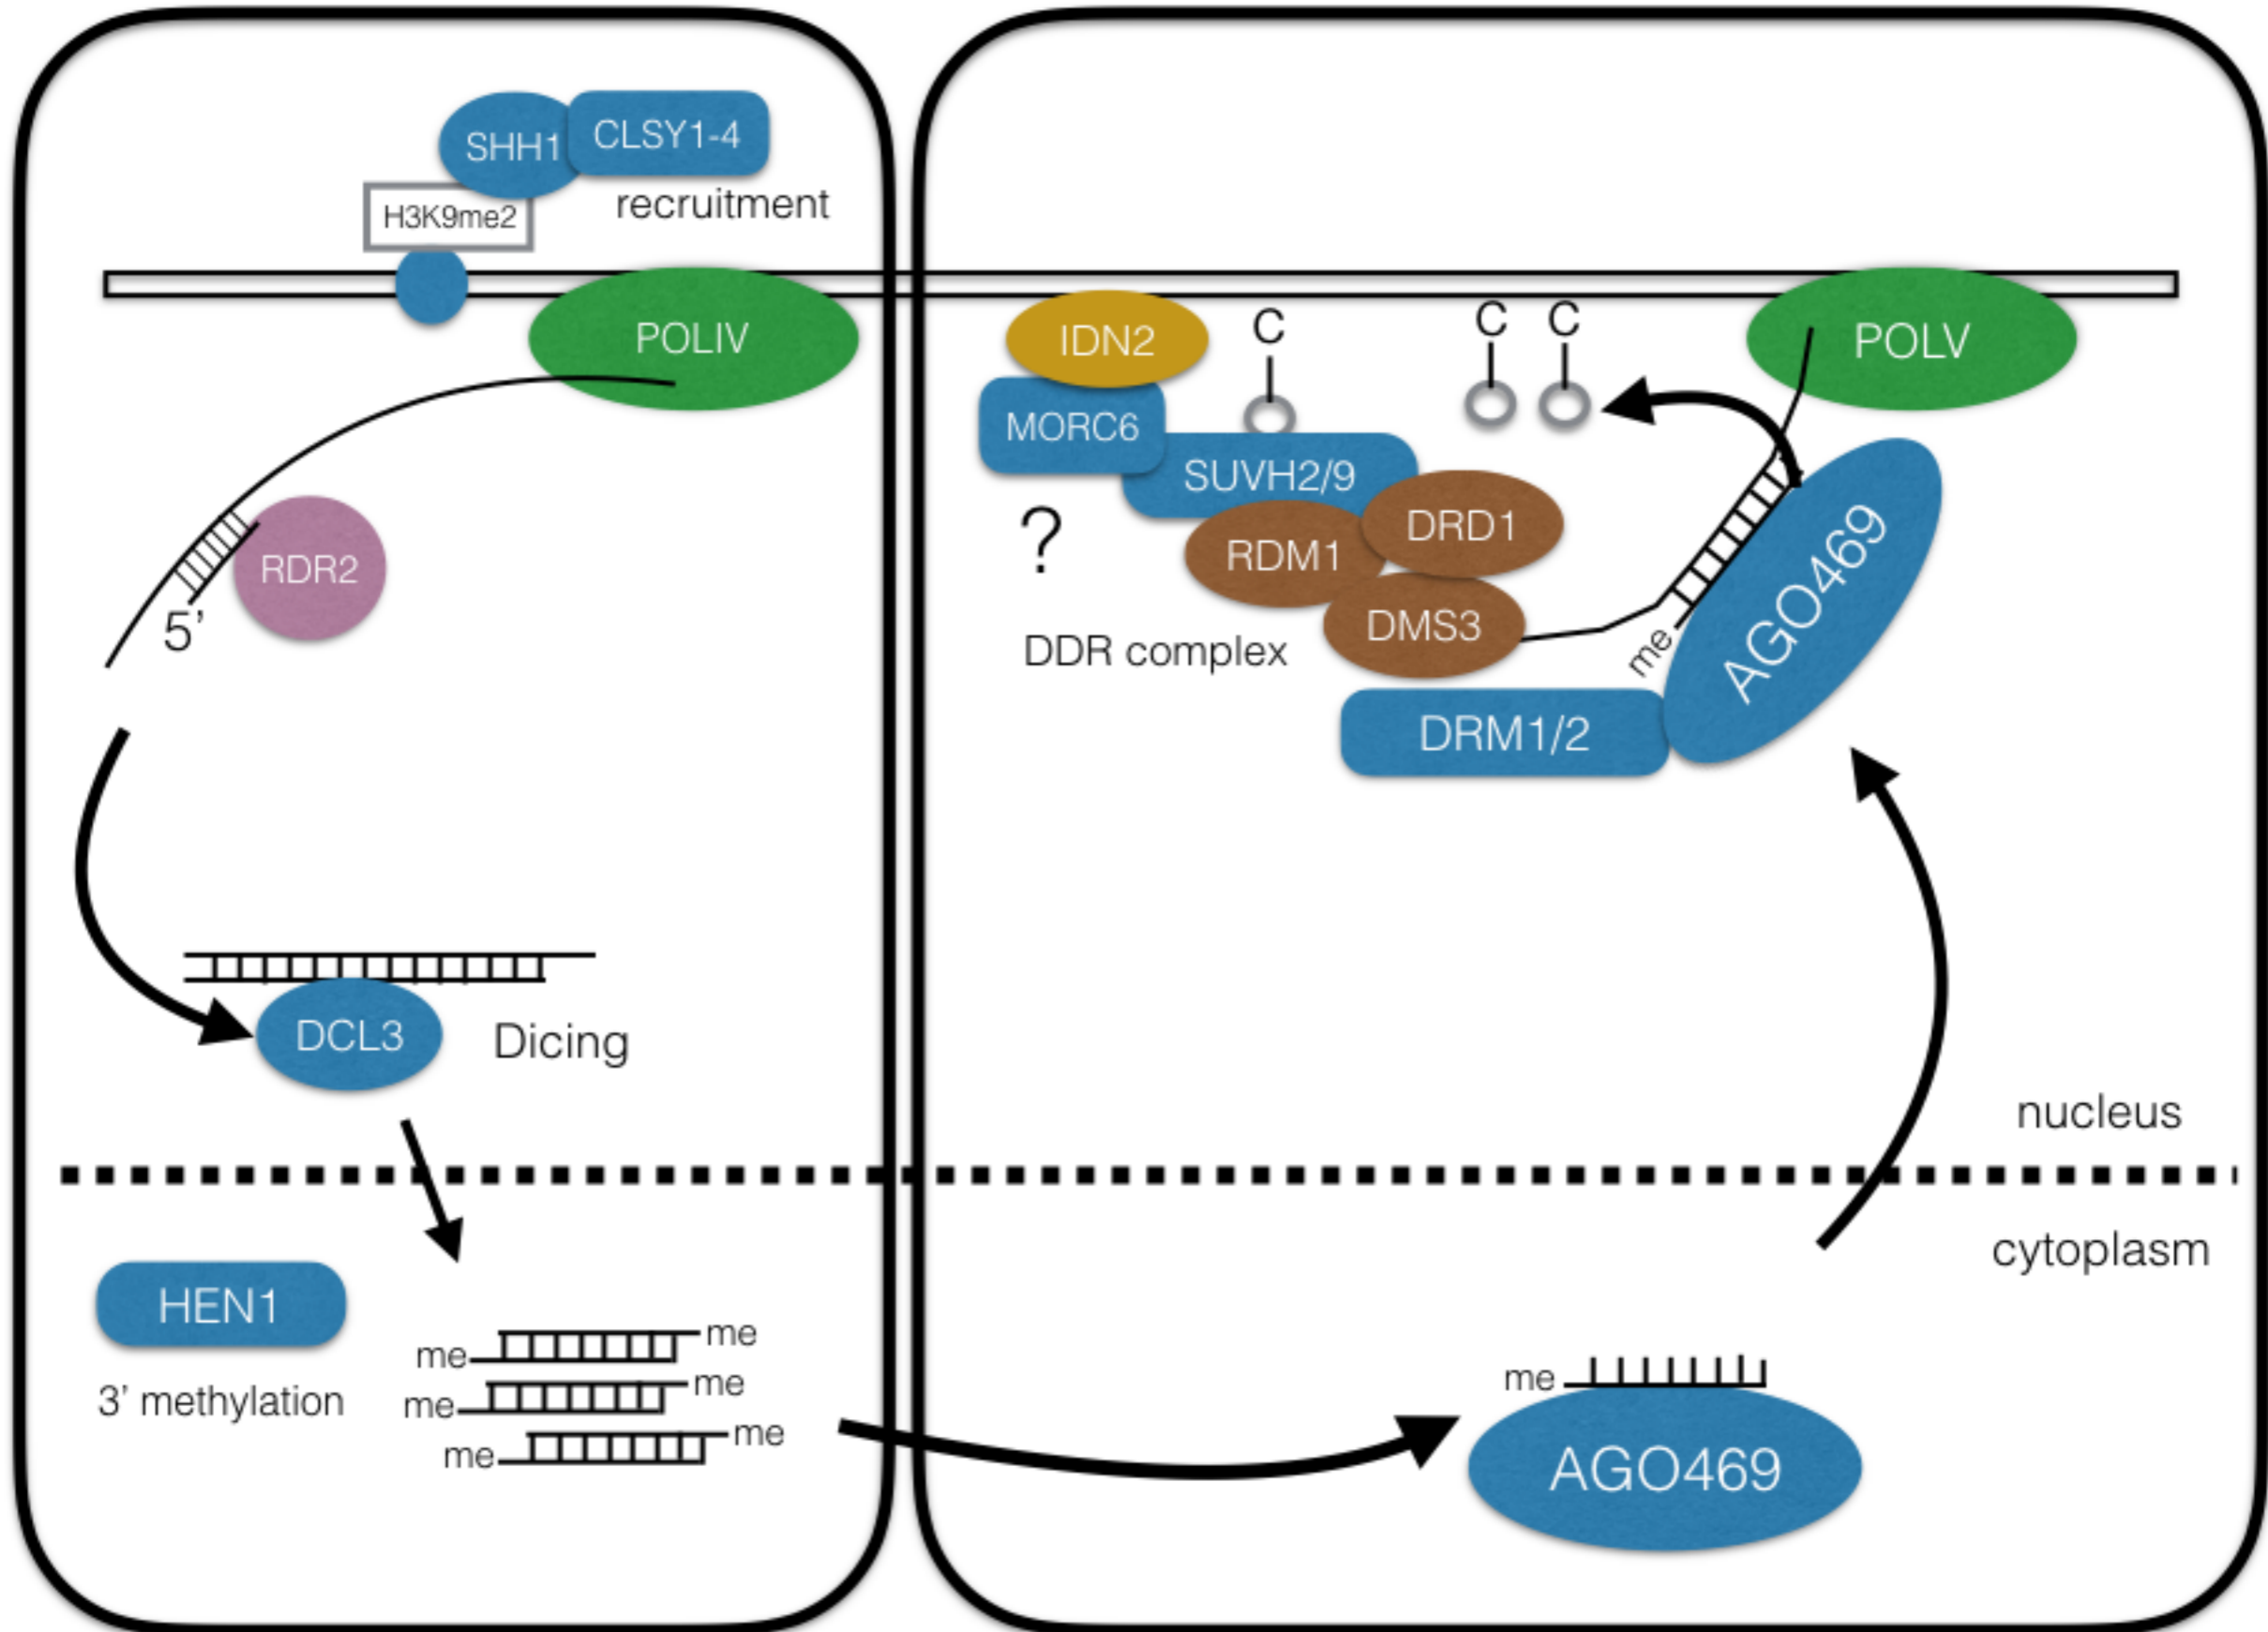 SHH1
CLSY1-4
H3K9me2
recruitment
POLIV
RDR2
5’
DCL3
Dicing
HEN1
3’ methylation
me
me
me
me
me
me
IDN2
C
C
C
POLV
MORC6
SUVH2/9
?
RDM1
DRD1
DDR complex
DMS3
me
AGO469
DRM1/2
nucleus
cytoplasm
me
AGO469